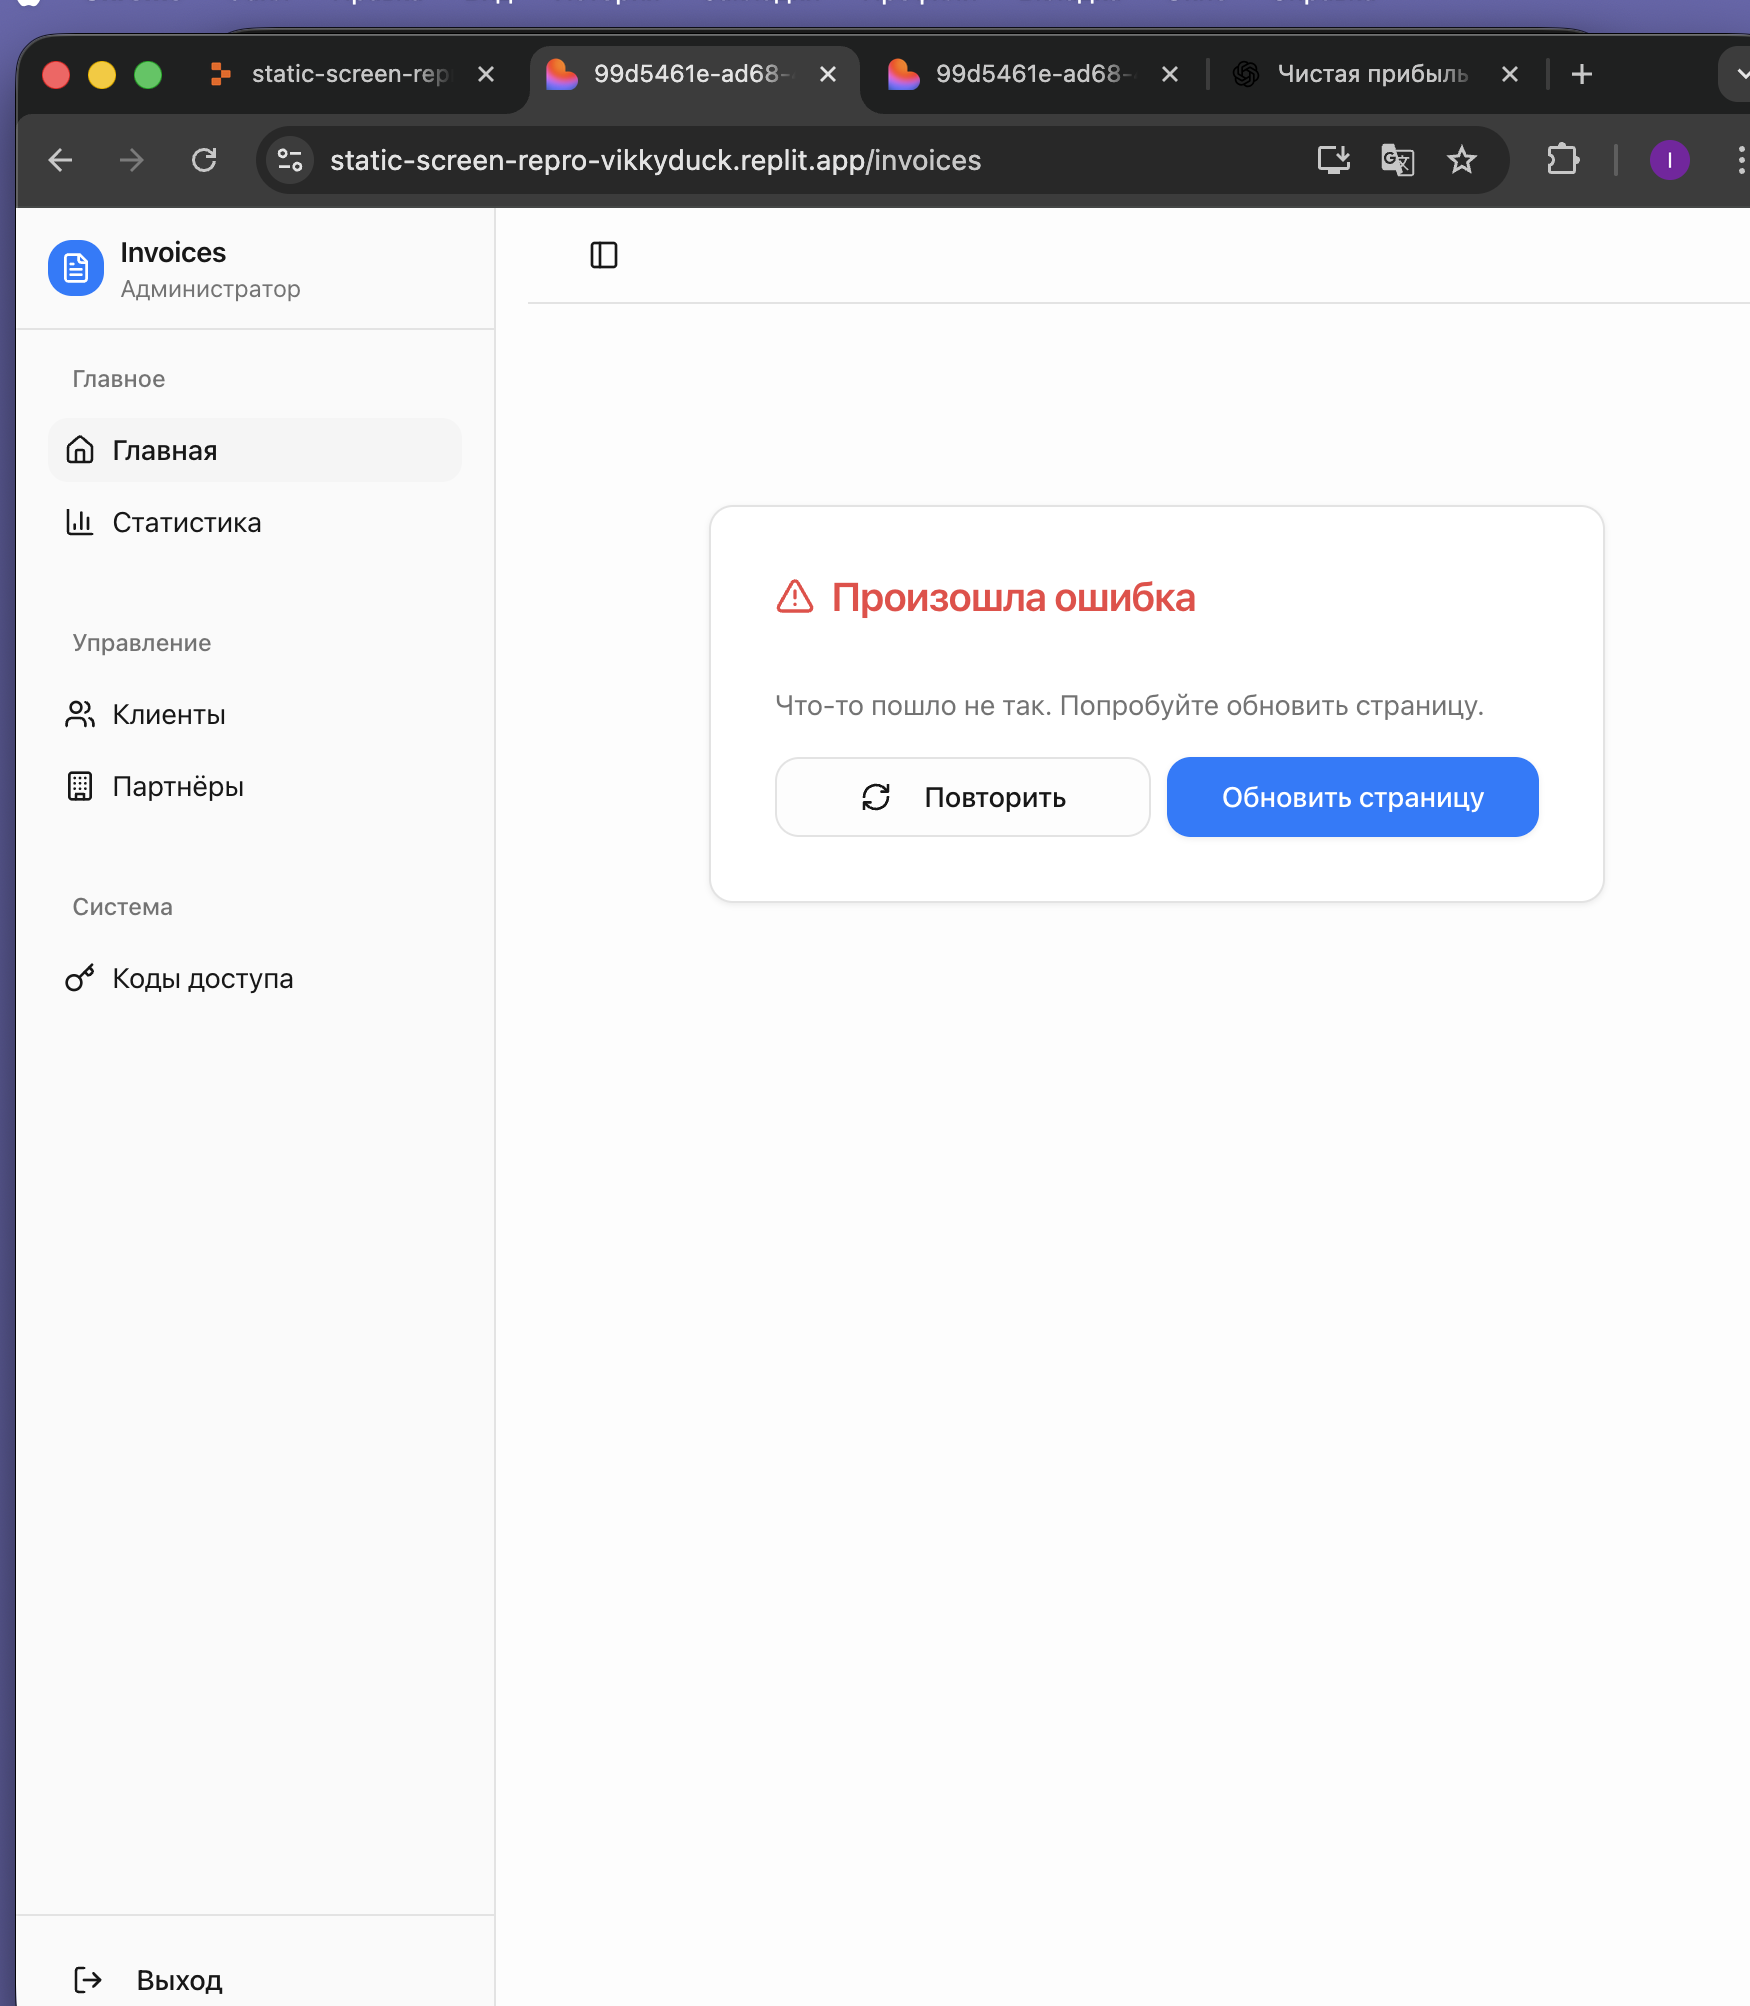 static-screen-rep
99d5461e-ad68-
99d5461e-ad68-
Чистая прибыль
static-screen-repro-vikkyduck.replit.app/invoices
I
Invoices
Администратор
Главное
Главная
Статистика
Управление
Клиенты
Партнёры
Система
Коды доступа
Выход
Произошла ошибка
Что-то пошло не так. Попробуйте обновить страницу.
Повторить
Обновить страницу